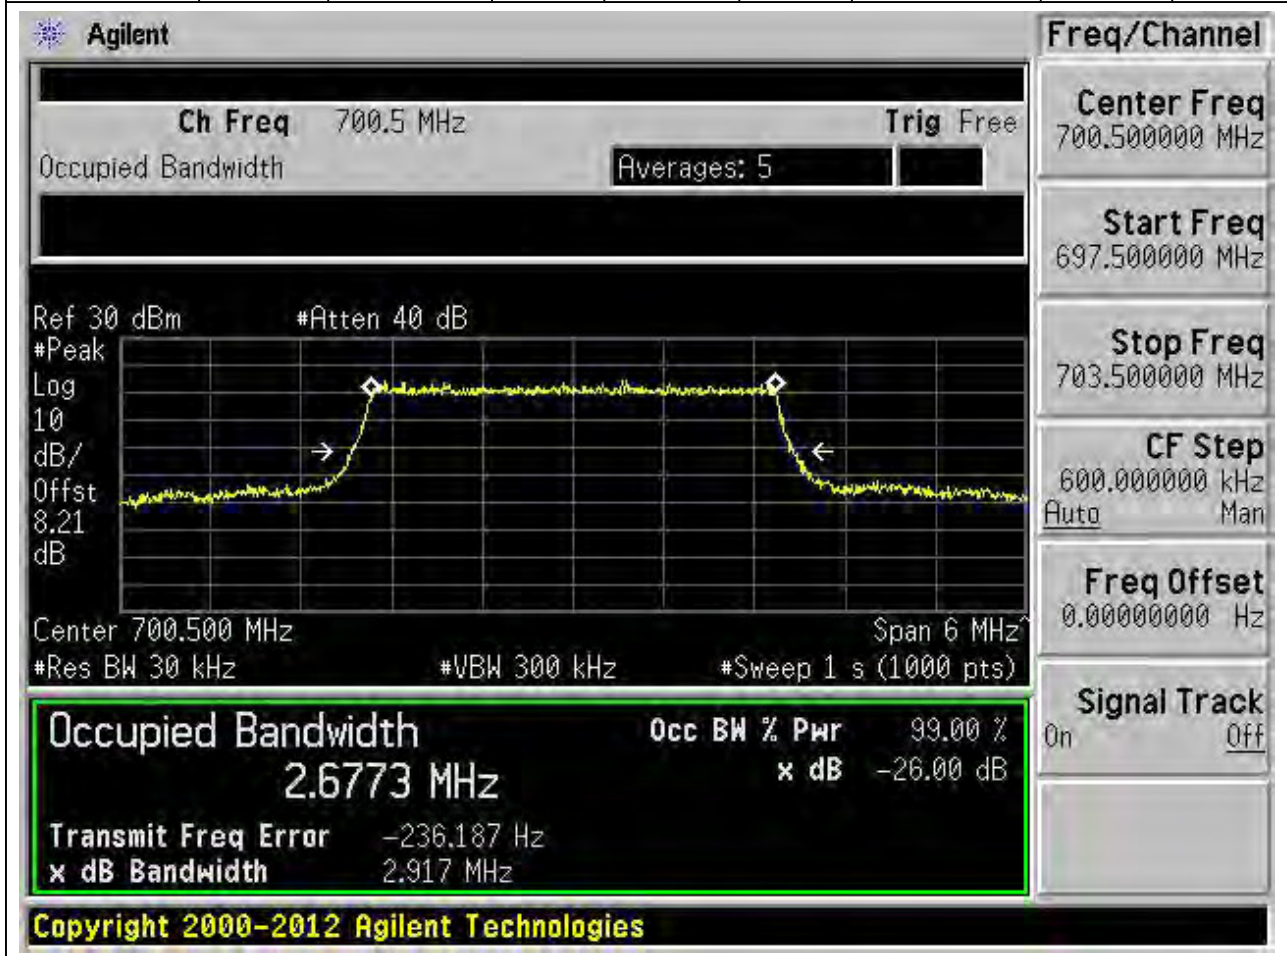 Agilent
Freq/Channel
Ch Freq 700.5 MHz Trig Free
Occupied Bandwidth Averages: 5
Center Freq
700.500000 MHz
Start Freq
697.500000 MHz
Stop Freq
703.500000 MHz
CF Step
600.000000 kHz
Auto Man
Freq Offset
0.00000000 Hz
Signal Track
On Off
Ref 30 dBm #Atten 40 dB
#Peak
Log
10
dB/
Offst
8.21
dB
Center 700.500 MHz Span 6 MHz^
#Res BW 30 kHz #VBW 300 kHz #Sweep 1 s (1000 pts)
Occupied Bandwidth Occ BW % Pwr 99.00 %
2.6773 MHz x dB -26.00 dB
Transmit Freq Error -236.187 Hz
x dB Bandwidth 2.917 MHz
Copyright 2000-2012 Agilent Technologies